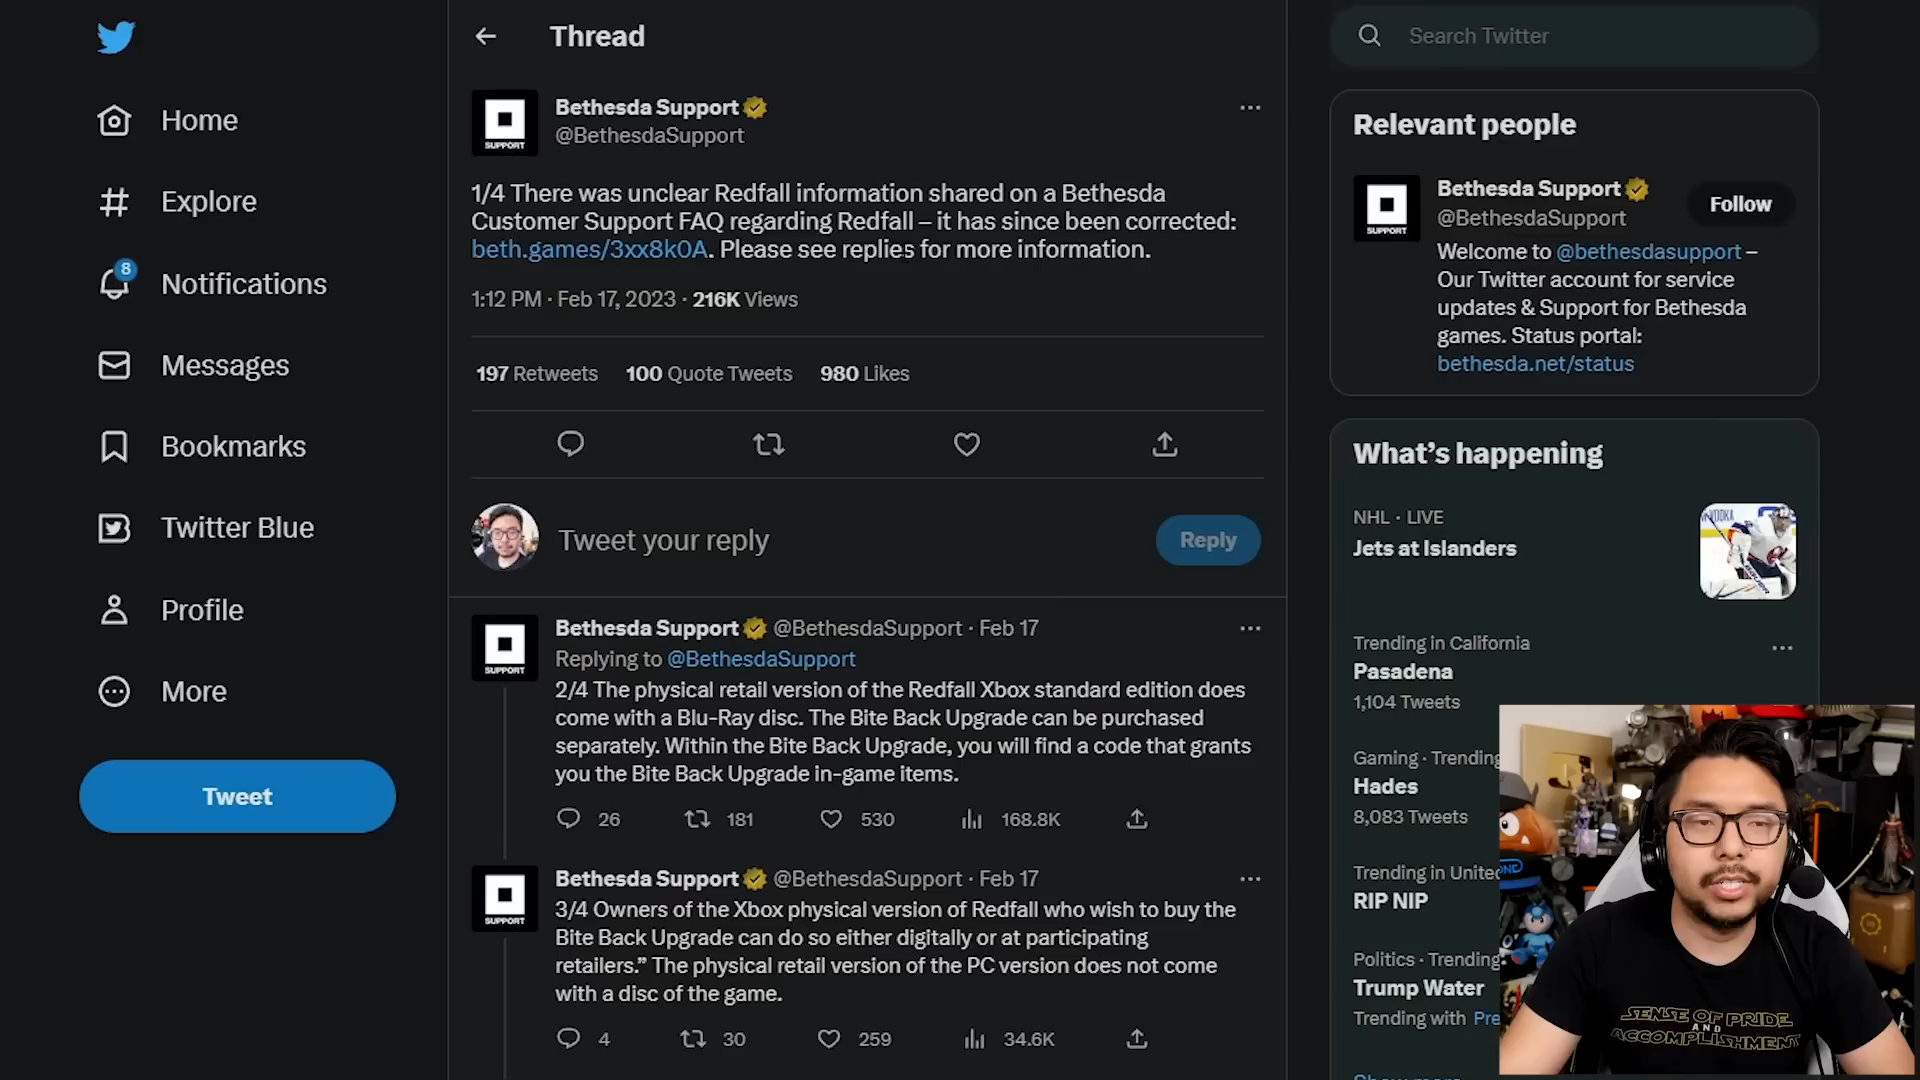 Home
Explore
8
Notifications
Messages
Bookmarks
Twitter Blue
Profile
More
Tweet
Thread
SUPPORT
Bethesda Support
@BethesdaSupport
1/4 There was unclear Redfall information shared on a Bethesda
Customer Support FAQ regarding Redfall – it has since been corrected:
beth.games/3xx8k0A. Please see replies for more information.
1:12 PM · Feb 17, 2023 · 216K Views
197 Retweets 100 Quote Tweets 980 Likes
Tweet your reply
Reply
SUPPORT
Bethesda Support @BethesdaSupport · Feb 17
Replying to @BethesdaSupport
2/4 The physical retail version of the Redfall Xbox standard edition does
come with a Blu-Ray disc. The Bite Back Upgrade can be purchased
separately. Within the Bite Back Upgrade, you will find a code that grants
you the Bite Back Upgrade in-game items.
26 181 530 168.8K
SUPPORT
Bethesda Support @BethesdaSupport · Feb 17
3/4 Owners of the Xbox physical version of Redfall who wish to buy the
Bite Back Upgrade can do so either digitally or at participating
retailers.” The physical retail version of the PC version does not come
with a disc of the game.
4 30 259 34.6K
Search Twitter
Relevant people
SUPPORT
Bethesda Support
@BethesdaSupport
Follow
Welcome to @bethesdasupport –
Our Twitter account for service
updates & Support for Bethesda
games. Status portal:
bethesda.net/status
What’s happening
NHL · LIVE
Jets at Islanders
Trending in California
Pasadena
1,104 Tweets
Gaming · Trending
Hades
8,083 Tweets
Trending in United
RIP NIP
Politics · Trending
Trump Water
Trending with Pre
SENSE OF PRIDE
AND
ACCOMPLISHMENT